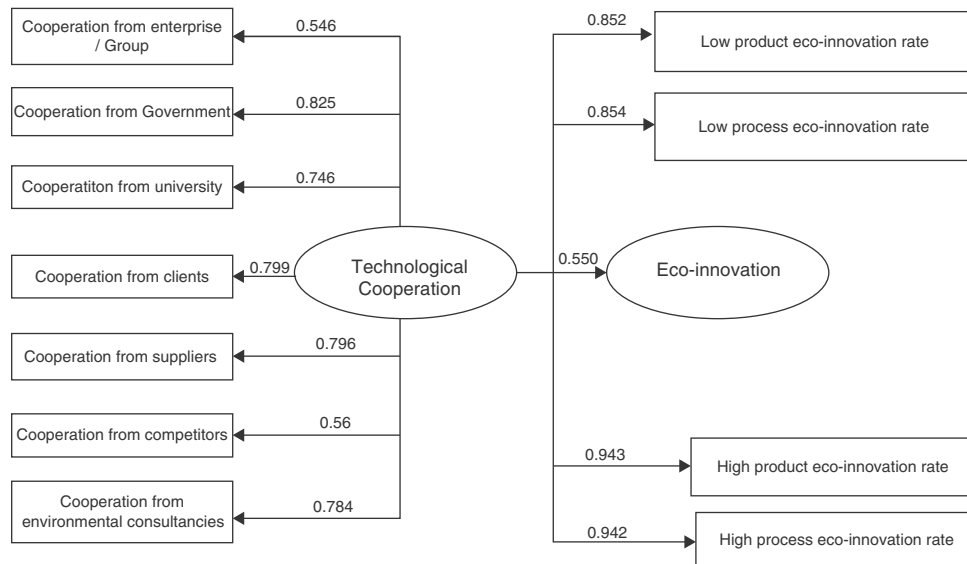 Cooperation from enterprise
/ Group
0.546
Cooperation from Government
0.825
Cooperatiton from university
0.746
Cooperation from clients
0.799
Cooperation from suppliers
0.796
Cooperation from competitors
0.56
Cooperation from
environmental consultancies
0.784
Technological
Cooperation
0.852
Low product eco-innovation rate
0.854
Low process eco-innovation rate
0.550
Eco-innovation
0.943
High product eco-innovation rate
0.942
High process eco-innovation rate